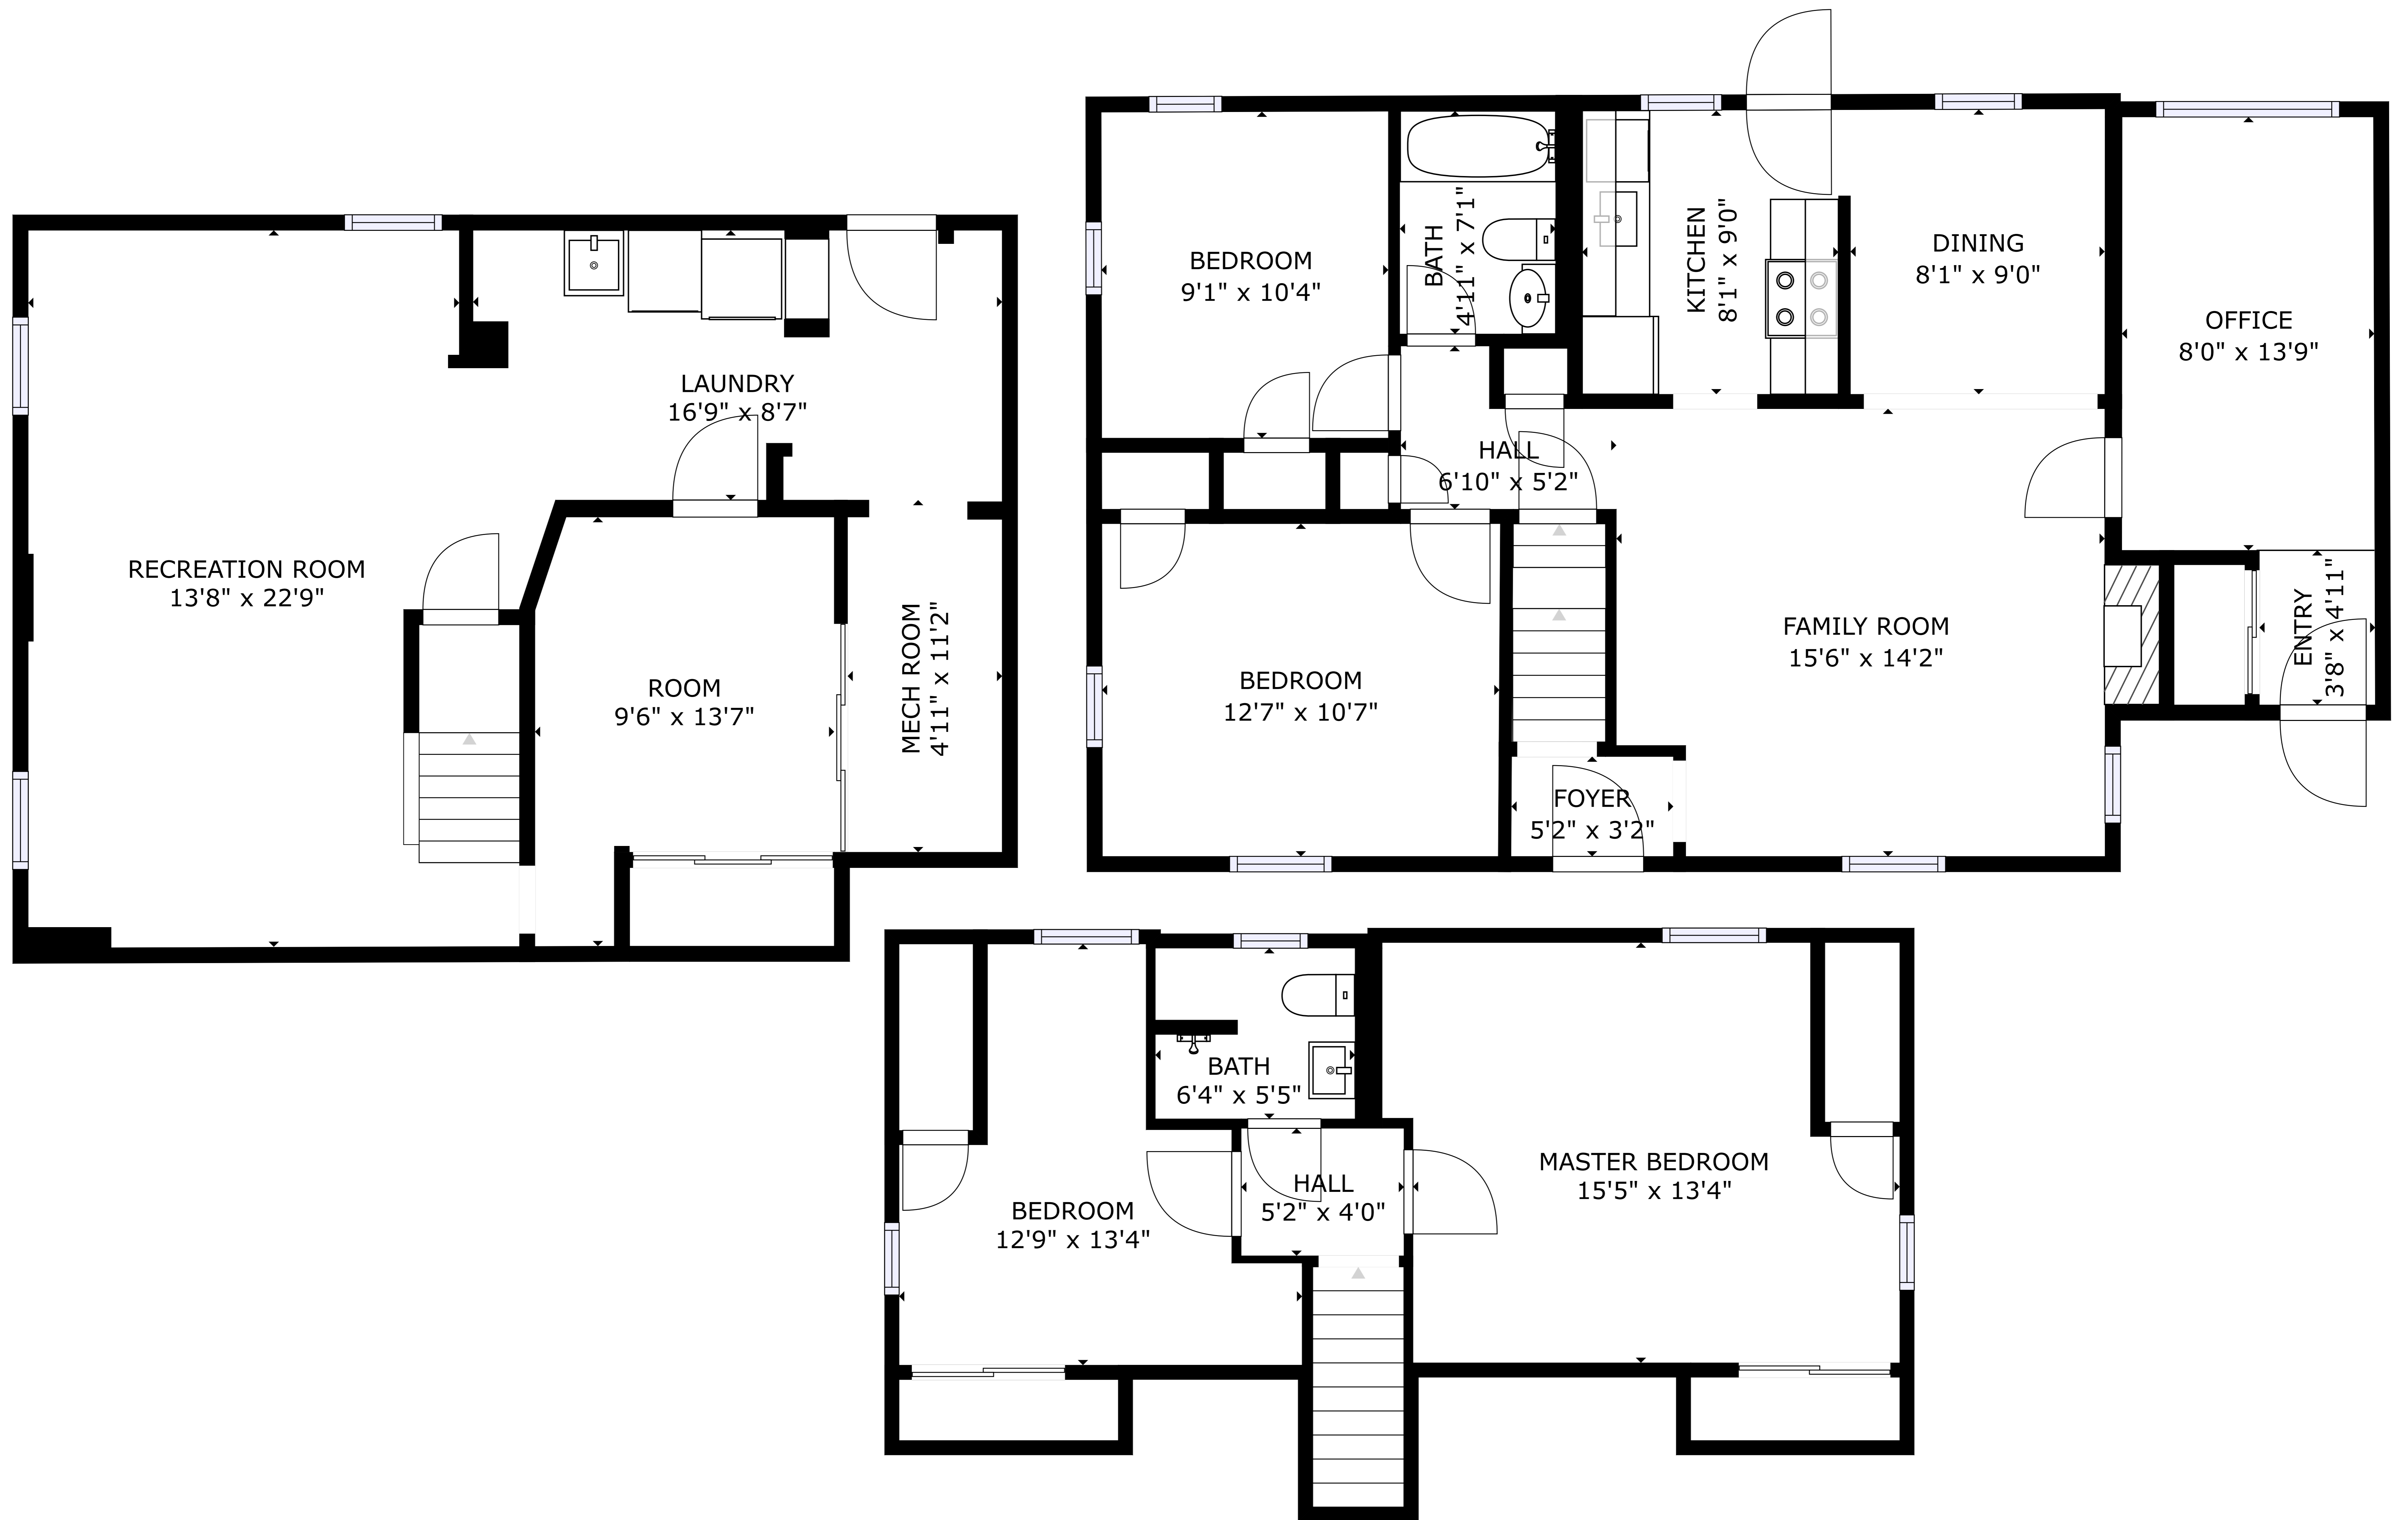 RECREATION ROOM
13'8" x 22'9"
LAUNDRY
16'9" x 8'7"
ROOM
9'6" x 13'7"
MECH ROOM
4'11" x 11'2"
BEDROOM
9'1" x 10'4"
BATH
4'11" x 7'1"
KITCHEN
8'1" x 9'0"
DINING
8'1" x 9'0"
OFFICE
8'0" x 13'9"
HALL
6'10" x 5'2"
BEDROOM
12'7" x 10'7"
FAMILY ROOM
15'6" x 14'2"
ENTRY
3'8" x 4'11"
FOYER
5'2" x 3'2"
BATH
6'4" x 5'5"
BEDROOM
12'9" x 13'4"
HALL
5'2" x 4'0"
MASTER BEDROOM
15'5" x 13'4"